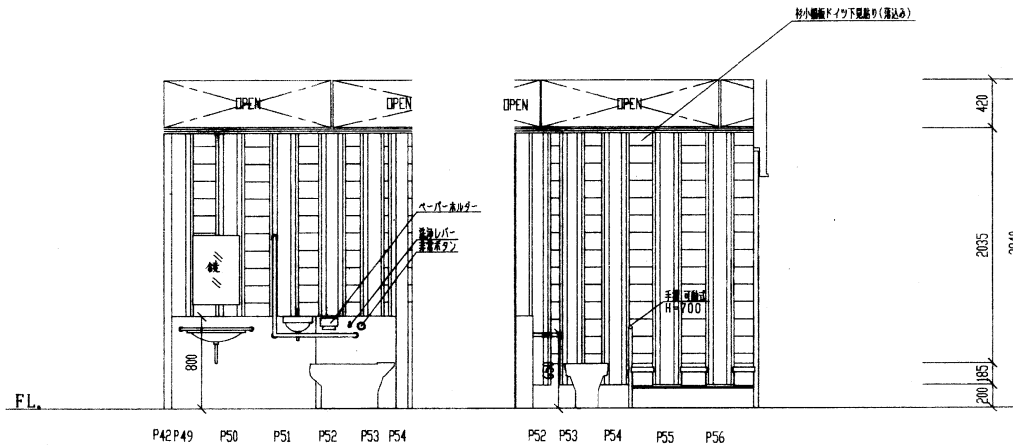 杉小幅板ドイツ下見貼り(落込み)
OPEN
OPEN
OPEN
OPEN
420
ペーパーホルダー
洗浄レバー
非常ボタン
鏡
2035
手摺 可動式
H=700
800
650
185
200
FL.
P42 P49 P50 P51 P52 P53 P54
P52 P53 P54 P55 P56